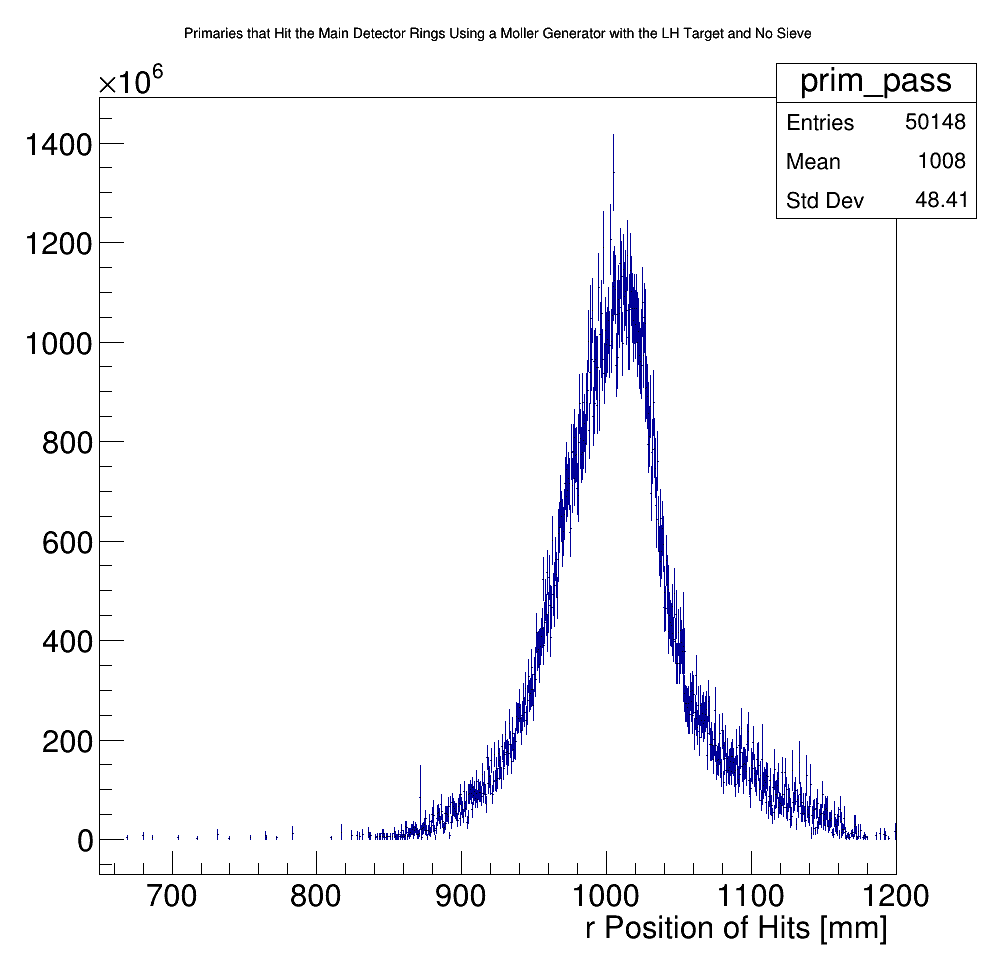 Primaries that Hit the Main Detector Rings Using a Moller Generator with the LH Target and No Sieve
×10⁶
prim_pass
Entries 50148
Mean 1008
Std Dev 48.41
1400
1200
1000
800
600
400
200
0
700 800 900 1000 1100 1200
r Position of Hits [mm]